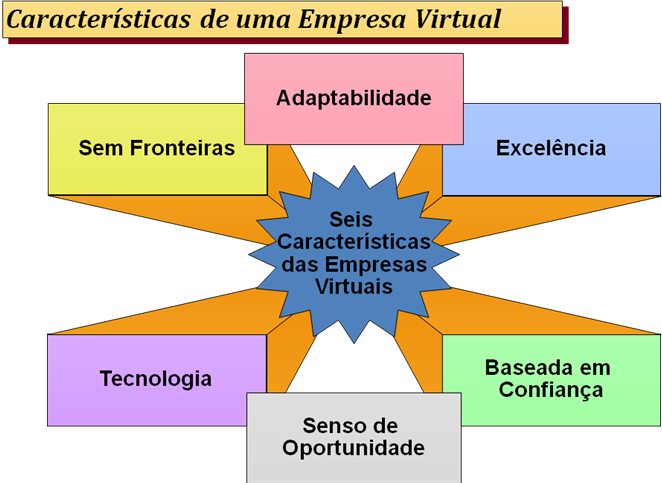 Características de uma Empresa Virtual
Adaptabilidade
Sem Fronteiras
Excelência
Seis
Características
das Empresas
Virtuais
Tecnologia
Baseada em
Confiança
Senso de
Oportunidade